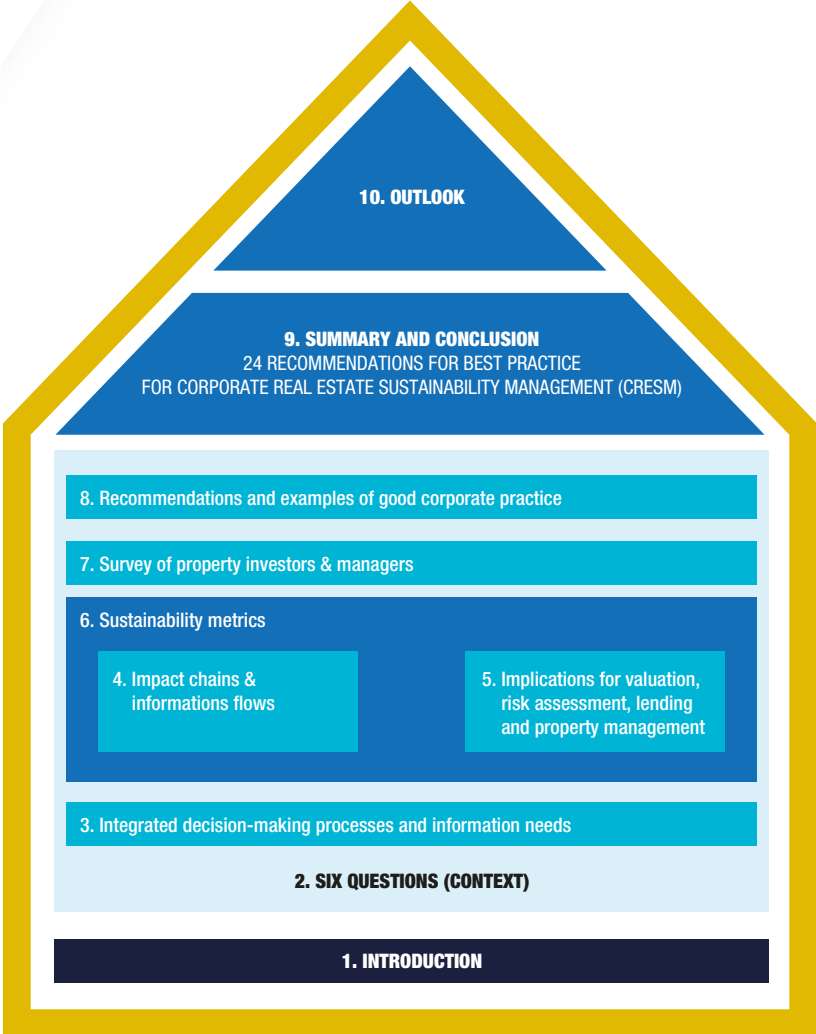 10. OUTLOOK
9. SUMMARY AND CONCLUSION
24 RECOMMENDATIONS FOR BEST PRACTICE
FOR CORPORATE REAL ESTATE SUSTAINABILITY MANAGEMENT (CRESM)
8. Recommendations and examples of good corporate practice
7. Survey of property investors & managers
6. Sustainability metrics
4. Impact chains &
informations flows
5. Implications for valuation,
risk assessment, lending
and property management
3. Integrated decision-making processes and information needs
2. SIX QUESTIONS (CONTEXT)
1. INTRODUCTION